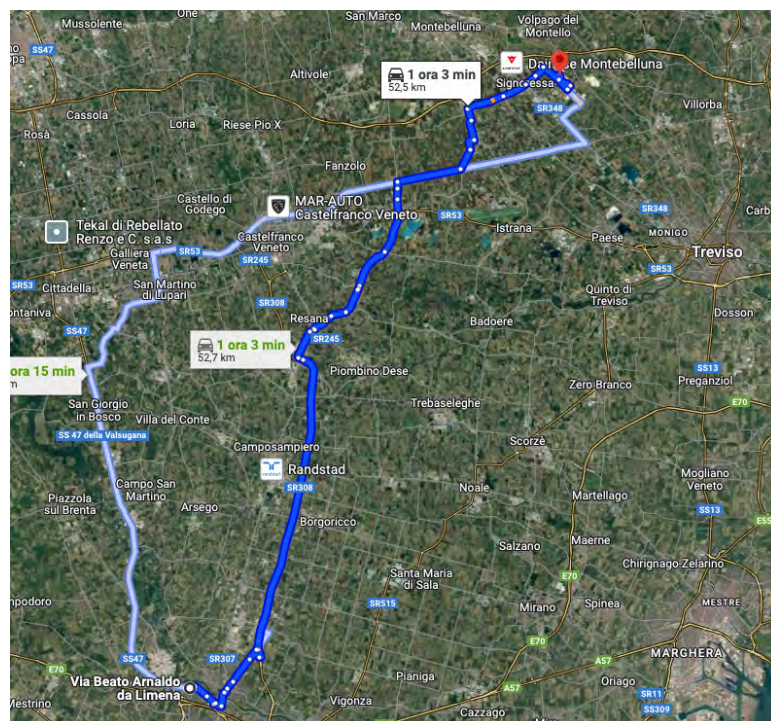 One
San Marco
Montebelluna
Volpago del
Montello
Mussolente
SS47
Altivole
1 ora 3 min
52,5 km
Montebelluna
Signoressa
SR348
Villorba
Cassola
Loria
Riese Pio X
Rosà
Fanzolo
Castello di
Godego
MAR-AUTO
Castelfranco Veneto
SR53
SR348
Tekal di Rebellato
Renzo e C. s.a.s
Galliera
Veneta
SR53
Castelfranco
Veneto
SR245
Istrana
Paese
MONIGO
Treviso
SR53
SR53
Cittadella
San Martino
di Lupari
SR308
Quinto di
Treviso
Dosson
SS47
Resana
SR245
Badoere
1 ora 3 min
52,7 km
ora 15 min
Piombino Dese
SS13
Preganziol
Zero Branco
E70
San Giorgio
in Bosco
Villa del Conte
Trebaseleghe
SS 47 della Valsugana
Camposampiero
Scorzè
Randstad
SR308
Mogliano
Veneto
Campo San
Martino
Noale
Piazzola
sul Brenta
Arsego
Martellago
SS13
E55
Borgoricco
Salzano
Maerne
Chirignago-Zelarino
Santa Maria
di Sala
E70
SR515
Mirano
Spinea
MESTRE
E70
SS47
SR307
E70
MARGHERA
A57
Via Beato Arnaldo
da Limena
Pianiga
Oriago
SR11
A57
Vigonza
SS309
Cazzago